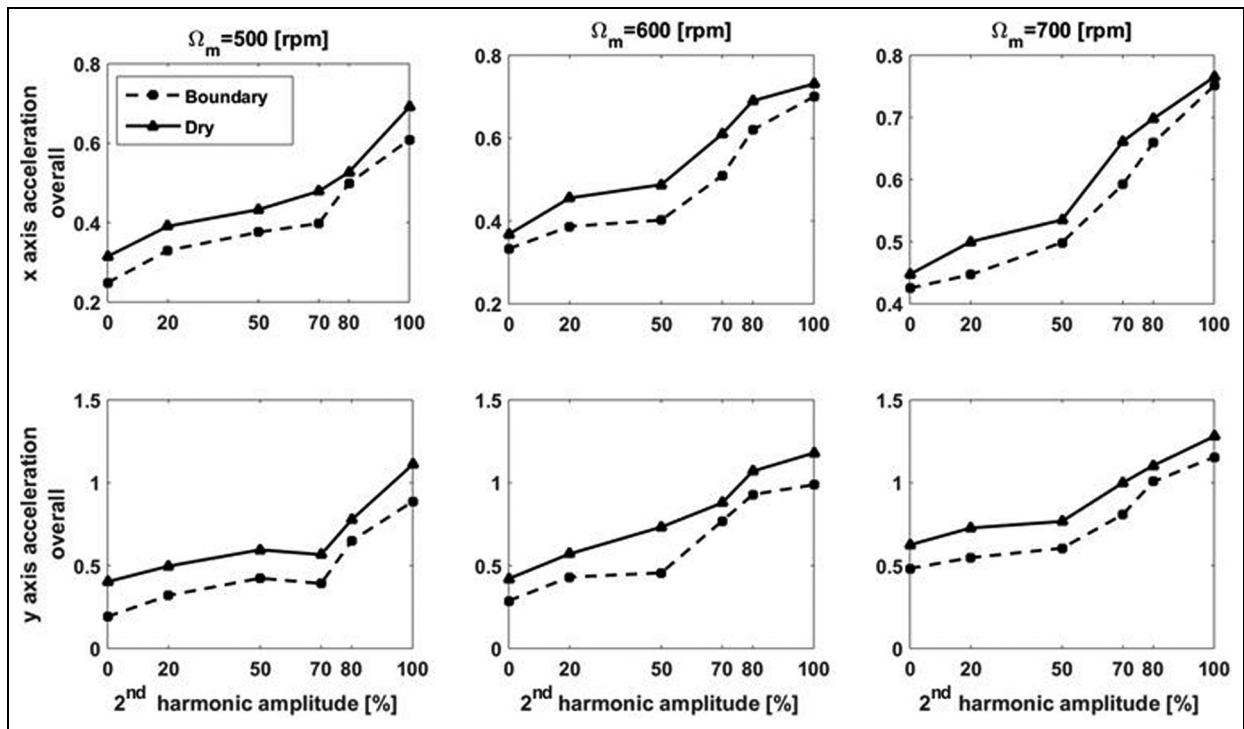 Ωm=500 [rpm]
Ωm=600 [rpm]
Ωm=700 [rpm]
x axis acceleration
overall
0.8
0.6
0.4
0.2
Boundary
Dry
0 20 50 70 80 100
0.8
0.6
0.4
0.2
0 20 50 70 80 100
0.8
0.7
0.6
0.5
0.4
0 20 50 70 80 100
y axis acceleration
overall
1.5
1
0.5
0
0 20 50 70 80 100
2nd harmonic amplitude [%]
1.5
1
0.5
0
0 20 50 70 80 100
2nd harmonic amplitude [%]
1.5
1
0.5
0
0 20 50 70 80 100
2nd harmonic amplitude [%]